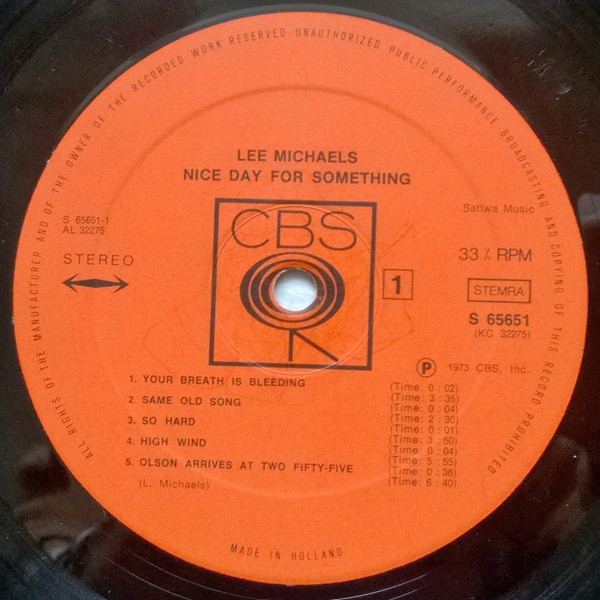 ALL RIGHTS OF THE MANUFACTURER AND OF THE OWNER OF THE RECORDED WORK RESERVED UNAUTHORIZED PUBLIC PERFORMANCE BROADCASTING AND COPYING OF THIS RECORD PROHIBITED
LEE MICHAELS
NICE DAY FOR SOMETHING
S 65651-1
AL 32275
STEREO
CBS
1
Sattwa Music
33⅓ RPM
STEMRA
S 65651
(KC 32275)
Ⓟ 1973 CBS, Inc.
1. YOUR BREATH IS BLEEDING
2. SAME OLD SONG
3. SO HARD
4. HIGH WIND
5. OLSON ARRIVES AT TWO FIFTY-FIVE
(L. Michaels)
(Time: 0 : 02)
(Time: 3 : 35)
(Time: 0 : 04)
(Time: 2 : 30)
(Time: 0 : 01)
(Time: 3 : 50)
(Time: 0 : 04)
(Time: 5 : 55)
(Time: 0 : 36)
(Time: 6 : 40)
MADE IN HOLLAND